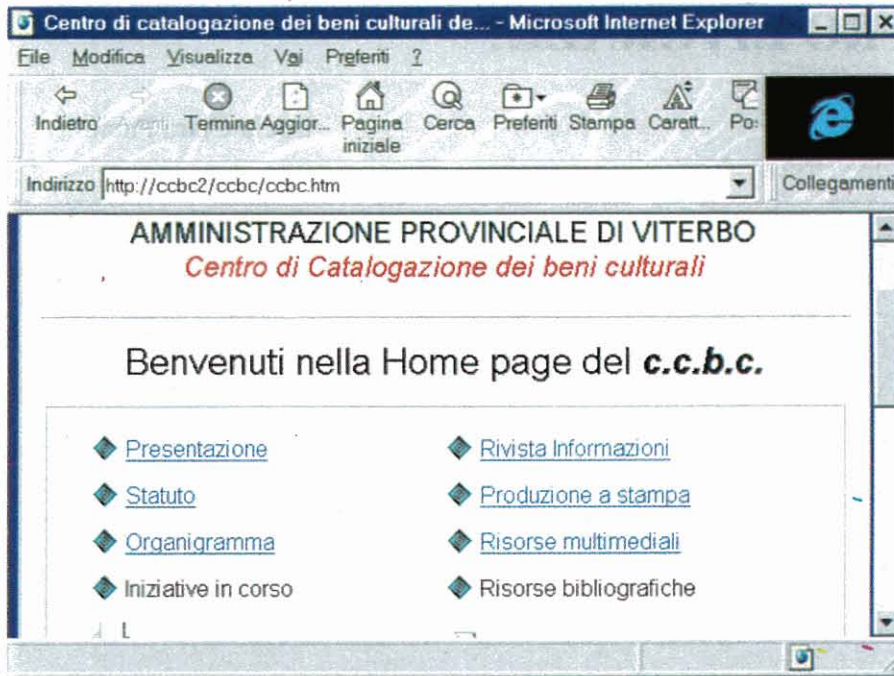 Centro di catalogazione dei beni culturali de... - Microsoft Internet Explorer
File Modifica Visualizza Vai Preferiti ?
Indietro Avanti Termina Aggior... Pagina iniziale Cerca Preferiti Stampa Caratt... Po
Indirizzo http://ccbc2/ccbc/ccbc.htm Collegamenti
AMMINISTRAZIONE PROVINCIALE DI VITERBO
Centro di Catalogazione dei beni culturali
Benvenuti nella Home page del c.c.b.c.
Presentazione Rivista Informazioni
Statuto Produzione a stampa
Organigramma Risorse multimediali
Iniziative in corso Risorse bibliografiche